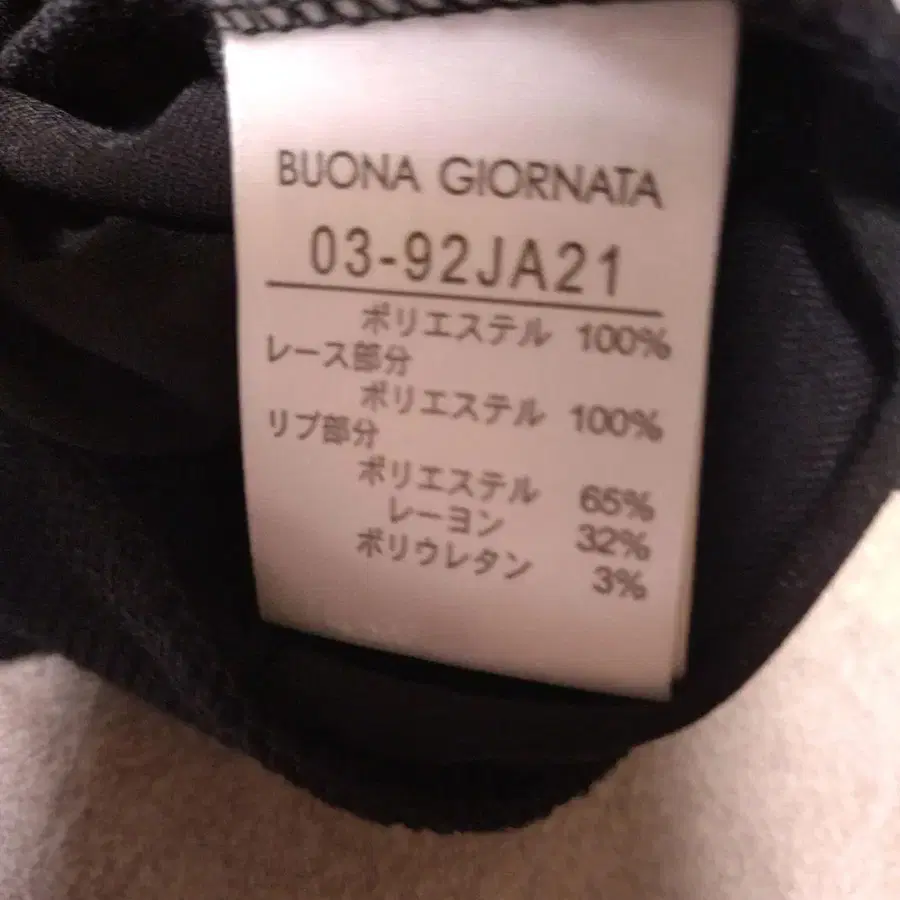 BUONA GIORNATA
03-92JA21
ポリエステル 100%
レース部分
ポリエステル 100%
リブ部分
ポリエステル 65%
レーヨン 32%
ポリウレタン 3%